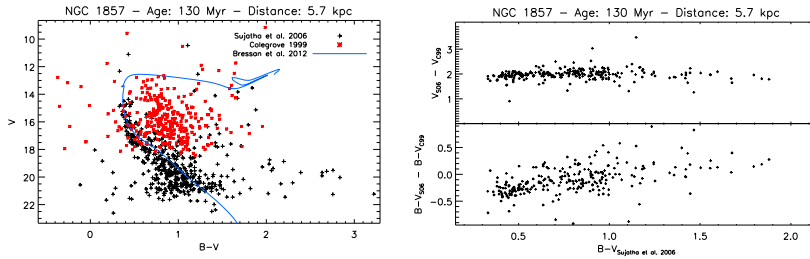 NGC 1857 – Age: 130 Myr – Distance: 5.7 kpc
Sujatha et al. 2006
Colegrove 1999
Bressan et al. 2012
10
12
14
16
18
20
22
V
0 1 2 3
B–V
NGC 1857 – Age: 130 Myr – Distance: 5.7 kpc
3
2
1
V_S06 – V_C99
0.5
0.0
-0.5
B–V_S06 – B–V_C99
0.5 1.0 1.5 2.0
B–V_Sujatha et al. 2006